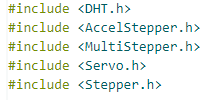 #include <DHT.h>
#include <AccelStepper.h>
#include <MultiStepper.h>
#include <Servo.h>
#include <Stepper.h>